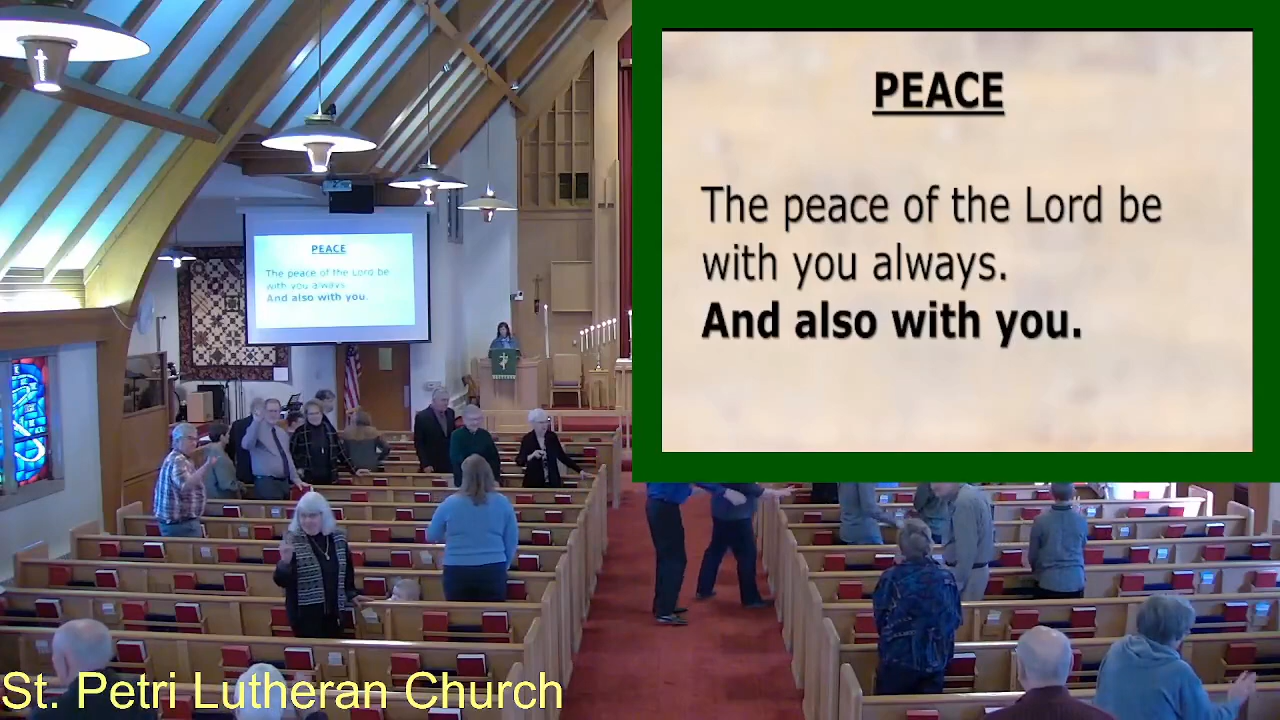 PEACE
The peace of the Lord be
with you always.
And also with you.
PEACE
The peace of the Lord be
with you always.
And also with you.
St. Petri Lutheran Church